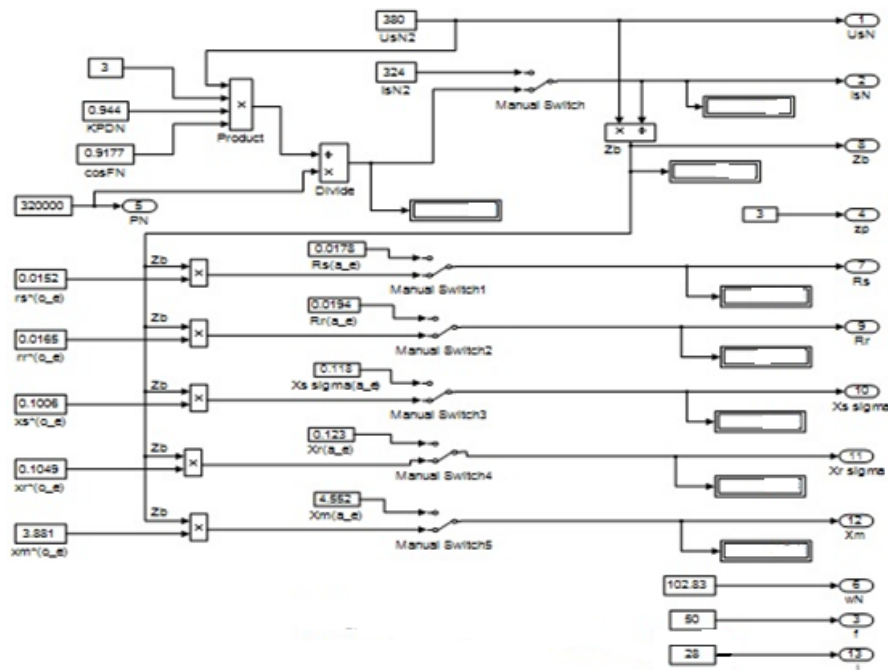 380
UsN2
1
UsN
3
324
IsN2
Manual Switch
2
IsN
0.944
KPDN
×
Product
0.9177
cosFN
÷
×
Divide
× ÷
Zb
8
Zb
320000
5
PN
3
4
zp
Zb
0.0152
rs*(o_e)
×
0.0178
Rs(a_e)
Manual Switch1
7
Rs
Zb
0.0165
rr*(o_e)
×
0.0194
Rr(a_e)
Manual Switch2
9
Rr
Zb
0.1006
xs*(o_e)
×
0.118
Xs sigma(a_e)
Manual Switch3
10
Xs sigma
Zb
0.1049
xr*(o_e)
×
0.123
Xr(a_e)
Manual Switch4
11
Xr sigma
Zb
3.881
xm*(o_e)
×
4.552
Xm(a_e)
Manual Switch5
12
Xm
102.83
6
wN
50
3
f
28
13